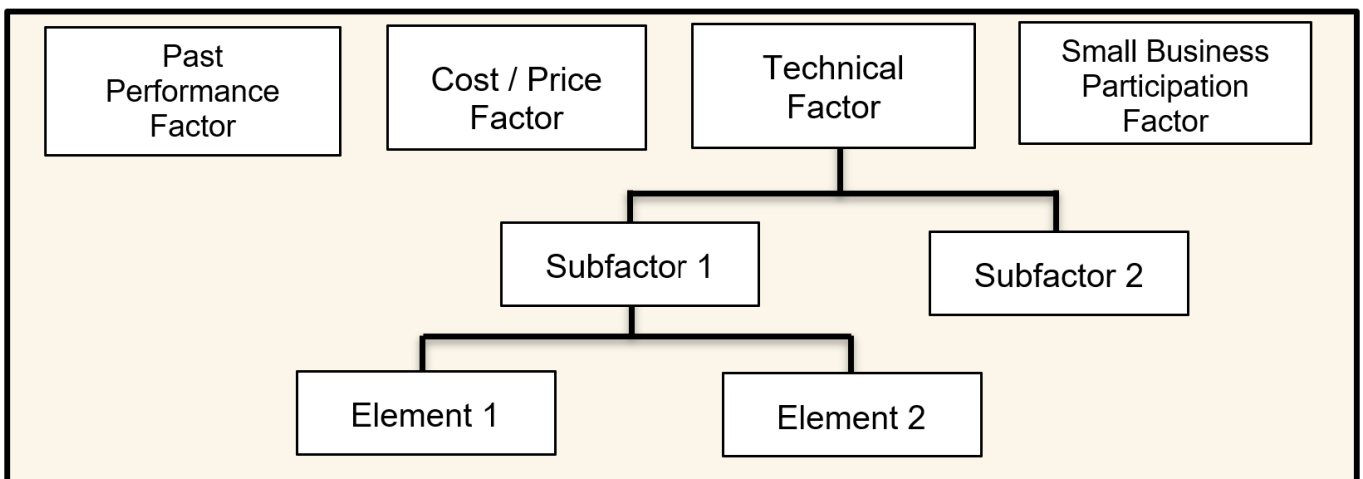 Past
Performance
Factor
Cost / Price
Factor
Technical
Factor
Small Business
Participation
Factor
Subfactor 1
Subfactor 2
Element 1
Element 2